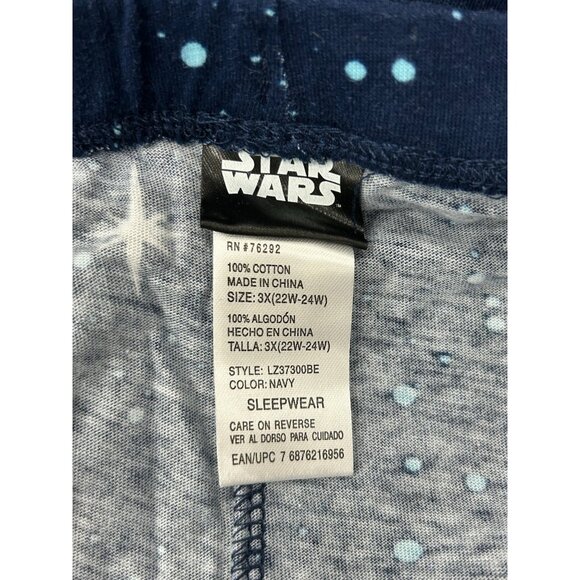 STAR
WARS
RN #76292
100% COTTON
MADE IN CHINA
SIZE: 3X(22W-24W)
100% ALGODÓN
HECHO EN CHINA
TALLA: 3X(22W-24W)
STYLE: LZ37300BE
COLOR: NAVY
SLEEPWEAR
CARE ON REVERSE
VER AL DORSO PARA CUIDADO
EAN/UPC 7 6876216956